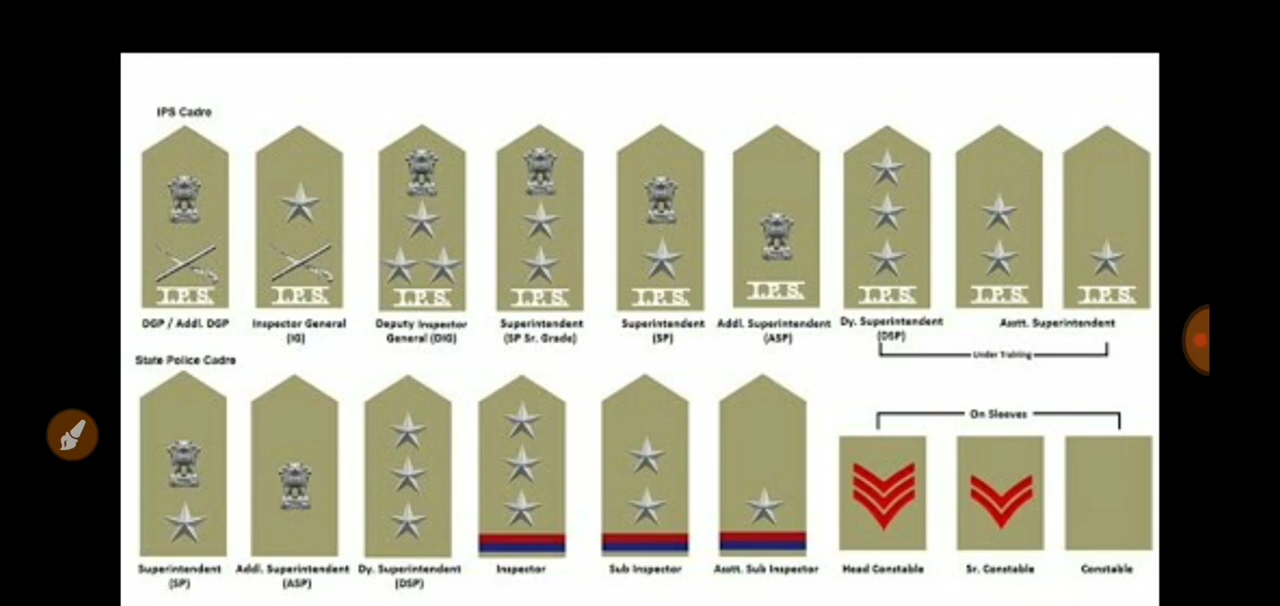 IPS Cadre
I.P.S. I.P.S. I.P.S. I.P.S. I.P.S. I.P.S. I.P.S. I.P.S. I.P.S.
DGP / Addl. DGP
Inspector General
(IG)
Deputy Inspector
General (DIG)
Superintendent
(SP Sr. Grade)
Superintendent
(SP)
Addl. Superintendent
(ASP)
Dy. Superintendent
(DSP)
Asstt. Superintendent
Under Training
State Police Cadre
On Sleeves
Superintendent
(SP)
Addl. Superintendent
(ASP)
Dy. Superintendent
(DSP)
Inspector
Sub Inspector
Asstt. Sub Inspector
Head Constable
Sr. Constable
Constable